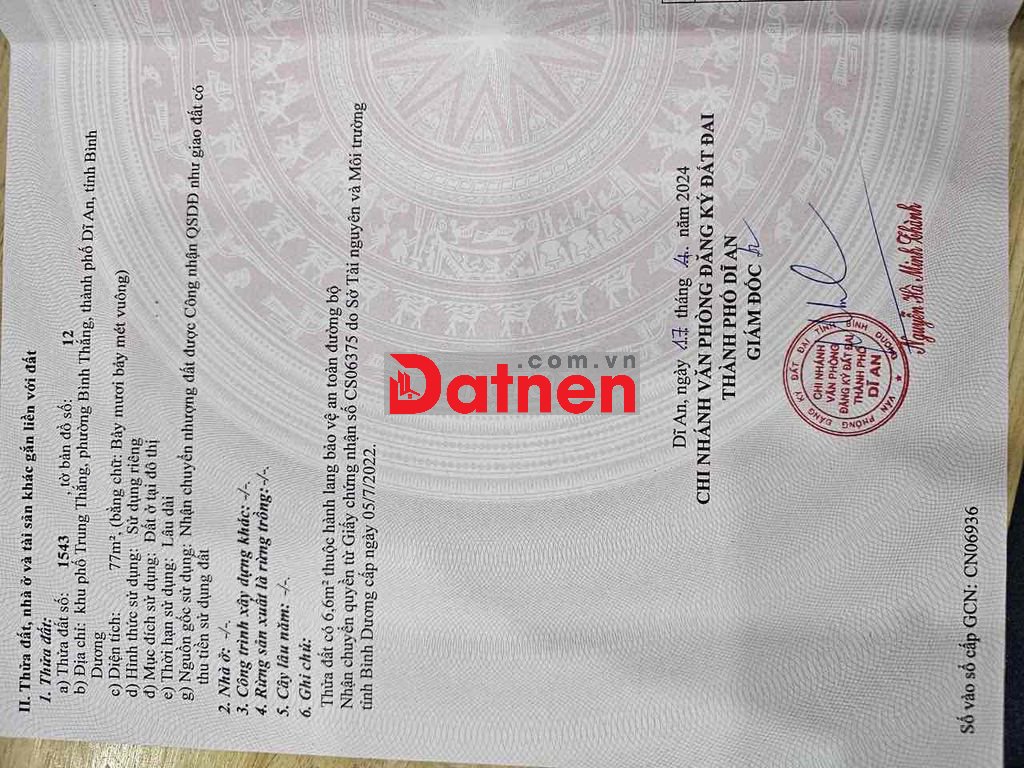 II. Thửa đất, nhà ở và tài sản khác gắn liền với đất
1. Thửa đất:
a) Thửa đất số: 1543 , tờ bản đồ số: 12
b) Địa chỉ: khu phố Trung Thắng, phường Bình Thắng, thành phố Dĩ An, tỉnh Bình
Dương
c) Diện tích: 77m², (bằng chữ: Bảy mươi bảy mét vuông)
d) Hình thức sử dụng: Sử dụng riêng
đ) Mục đích sử dụng: Đất ở tại đô thị
e) Thời hạn sử dụng: Lâu dài
g) Nguồn gốc sử dụng: Nhận chuyển nhượng đất được Công nhận QSDĐ như giao đất có
thu tiền sử dụng đất
2. Nhà ở: -/-.
3. Công trình xây dựng khác: -/-.
4. Rừng sản xuất là rừng trồng: -/-.
5. Cây lâu năm: -/-.
6. Ghi chú:
Thửa đất có 6.6m² thuộc hành lang bảo vệ an toàn đường bộ
Nhận chuyển quyền từ Giấy chứng nhận số CS06375 do Sở Tài nguyên và Môi trường
tỉnh Bình Dương cấp ngày 05/7/2022.
Dĩ An, ngày 17 tháng 4. năm 2024
CHI NHÁNH VĂN PHÒNG ĐĂNG KÝ ĐẤT ĐAI
THÀNH PHỐ DĨ AN
GIÁM ĐỐC
VĂN PHÒNG ĐĂNG KÝ ĐẤT ĐAI TỈNH BÌNH DƯƠNG
CHI NHÁNH
VĂN PHÒNG
ĐĂNG KÝ ĐẤT ĐAI
THÀNH PHỐ
DĨ AN
Nguyễn Hà Minh Thành
Số vào sổ cấp GCN: CN06936
Datnen
.com.vn